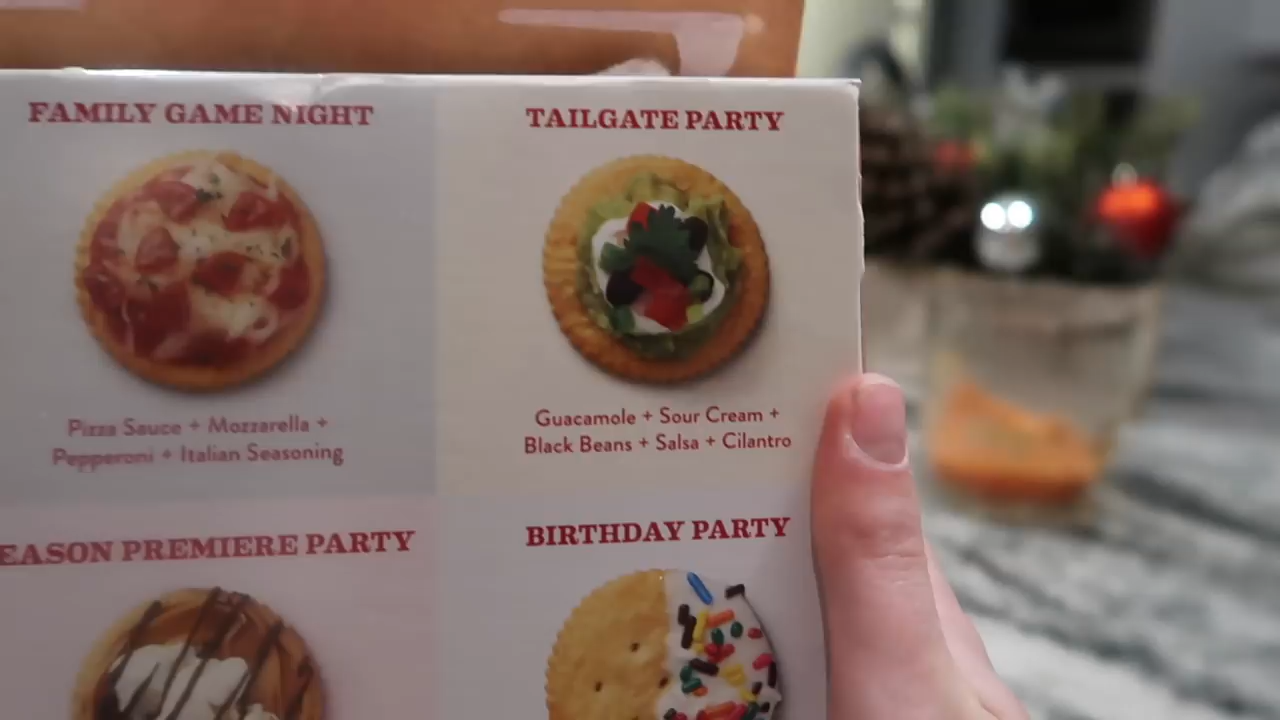 FAMILY GAME NIGHT
TAILGATE PARTY
Pizza Sauce + Mozzarella +
Pepperoni + Italian Seasoning
Guacamole + Sour Cream +
Black Beans + Salsa + Cilantro
EASON PREMIERE PARTY
BIRTHDAY PARTY